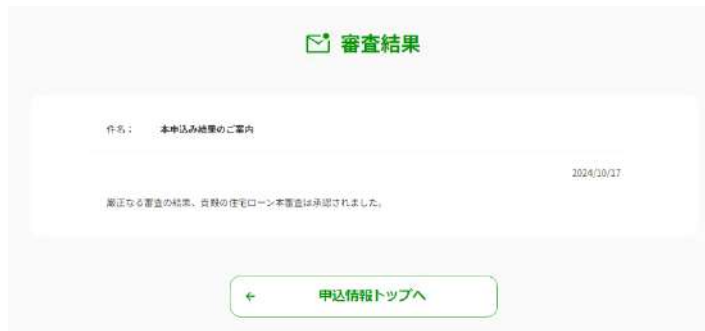 審査結果
件名： 本申込み結果のご案内
2024/10/17
厳正なる審査の結果、貴殿の住宅ローン本審査は承認されました。
← 申込情報トップへ